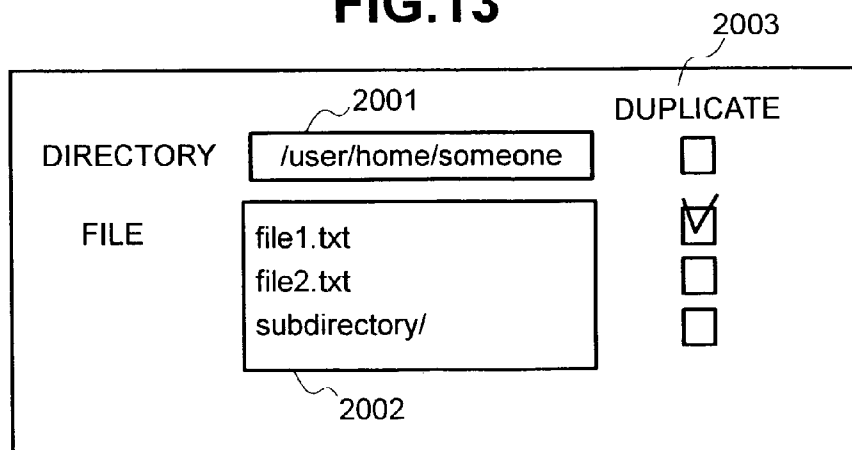 FIG.13
2003
2001
DUPLICATE
DIRECTORY /user/home/someone
FILE
file1.txt
file2.txt
subdirectory/
2002